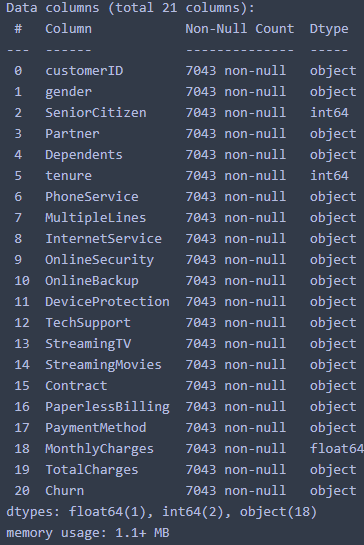 Data columns (total 21 columns):
 #   Column            Non-Null Count  Dtype
---  ------            --------------  -----
 0   customerID        7043 non-null   object
 1   gender            7043 non-null   object
 2   SeniorCitizen     7043 non-null   int64
 3   Partner           7043 non-null   object
 4   Dependents        7043 non-null   object
 5   tenure            7043 non-null   int64
 6   PhoneService      7043 non-null   object
 7   MultipleLines     7043 non-null   object
 8   InternetService   7043 non-null   object
 9   OnlineSecurity    7043 non-null   object
 10  OnlineBackup      7043 non-null   object
 11  DeviceProtection  7043 non-null   object
 12  TechSupport       7043 non-null   object
 13  StreamingTV       7043 non-null   object
 14  StreamingMovies   7043 non-null   object
 15  Contract          7043 non-null   object
 16  PaperlessBilling  7043 non-null   object
 17  PaymentMethod     7043 non-null   object
 18  MonthlyCharges    7043 non-null   float64
 19  TotalCharges      7043 non-null   object
 20  Churn             7043 non-null   object
dtypes: float64(1), int64(2), object(18)
memory usage: 1.1+ MB